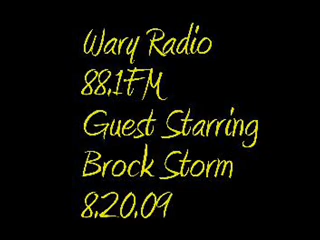 Wary Radio
88.1FM
Guest Starring
Brock Storm
8.20.09